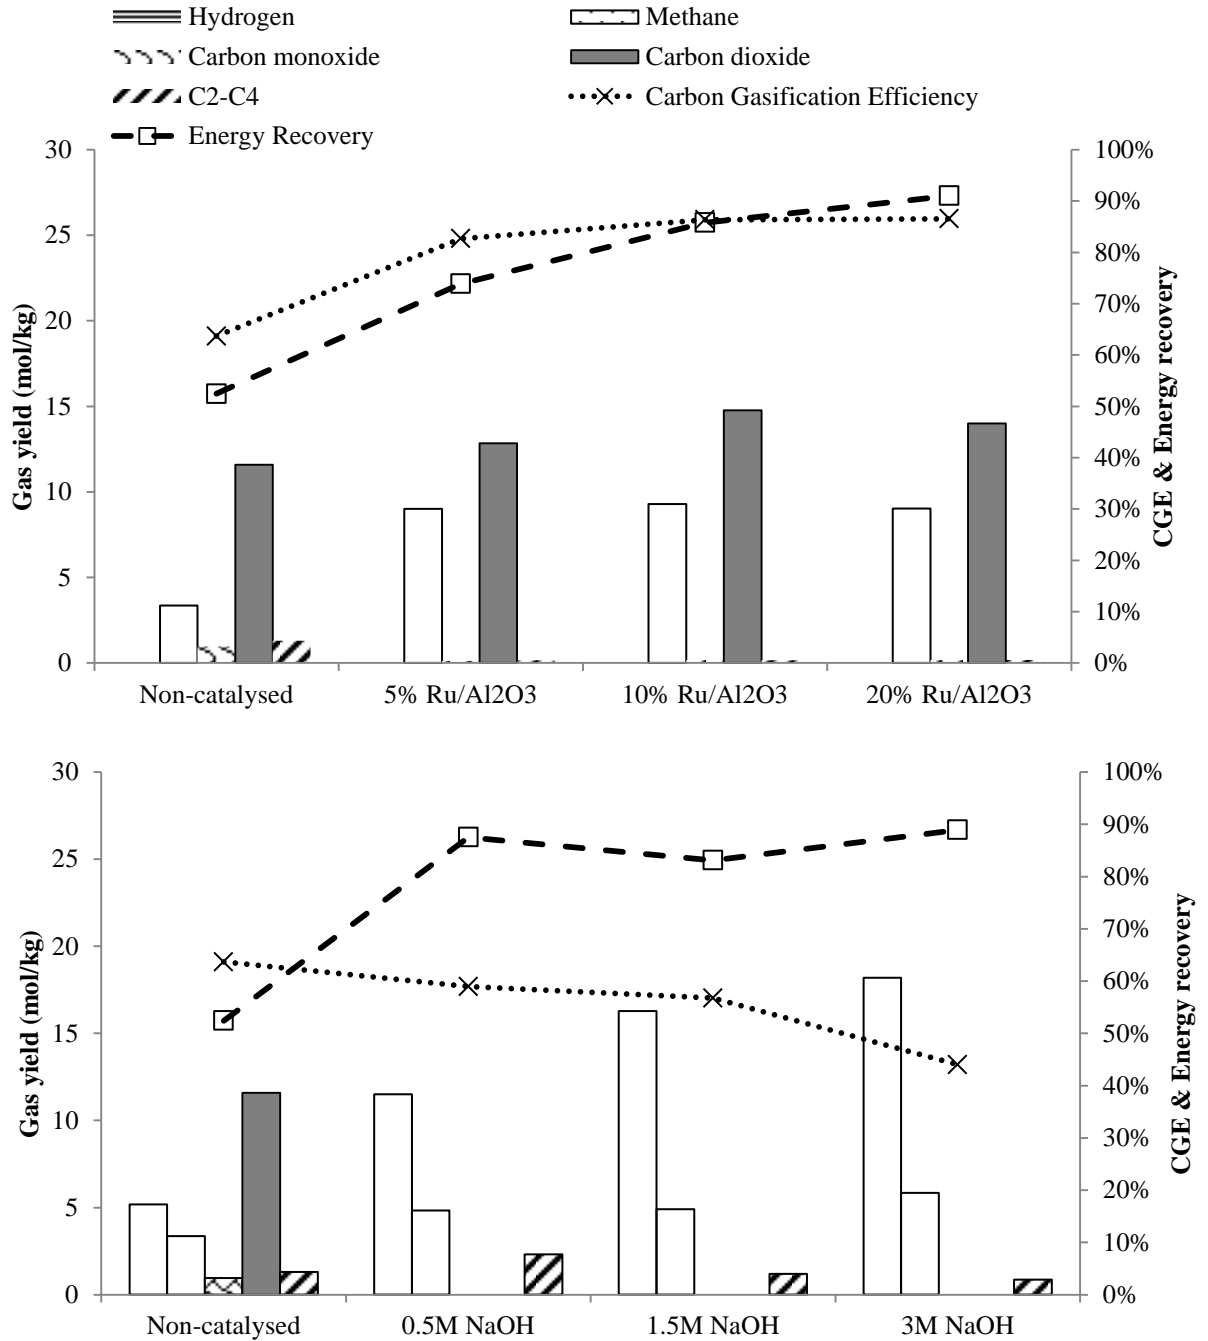 Hydrogen
Methane
Carbon monoxide
Carbon dioxide
C2-C4
Carbon Gasification Efficiency
Energy Recovery
30
25
20
15
10
5
0
Gas yield (mol/kg)
100%
90%
80%
70%
60%
50%
40%
30%
20%
10%
0%
CGE & Energy recovery
Non-catalysed
5% Ru/Al2O3
10% Ru/Al2O3
20% Ru/Al2O3
30
25
20
15
10
5
0
Gas yield (mol/kg)
100%
90%
80%
70%
60%
50%
40%
30%
20%
10%
0%
CGE & Energy recovery
Non-catalysed
0.5M NaOH
1.5M NaOH
3M NaOH